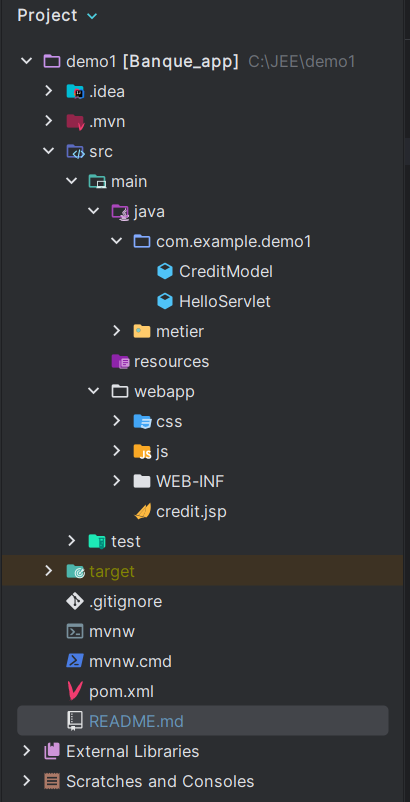 Project
demo1 [Banque_app] C:\JEE\demo1
.idea
.mvn
src
main
java
com.example.demo1
CreditModel
HelloServlet
metier
resources
webapp
css
js
WEB-INF
credit.jsp
test
target
.gitignore
mvnw
mvnw.cmd
pom.xml
README.md
External Libraries
Scratches and Consoles